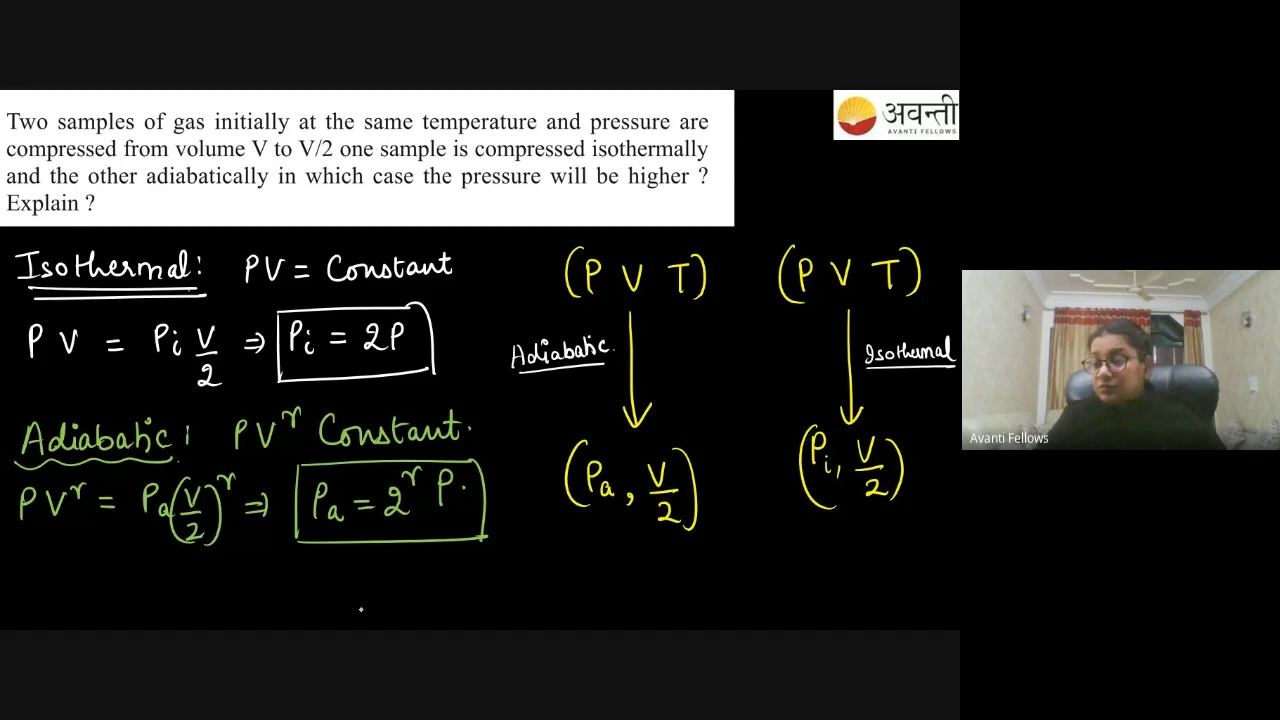 Two samples of gas initially at the same temperature and pressure are
compressed from volume V to V/2 one sample is compressed isothermally
and the other adiabatically in which case the pressure will be higher ?
Explain ?
अवन्ती
AVANTI FELLOWS
Isothermal: PV = Constant
P V = Pi V/2 ⇒ Pi = 2P
Adiabatic: PV^γ Constant.
PV^γ = Pa(V/2)^γ ⇒ Pa = 2^γ P.
(P V T)
Adiabatic.
(Pa, V/2)
(P V T)
Isothermal
(Pi, V/2)
Avanti Fellows